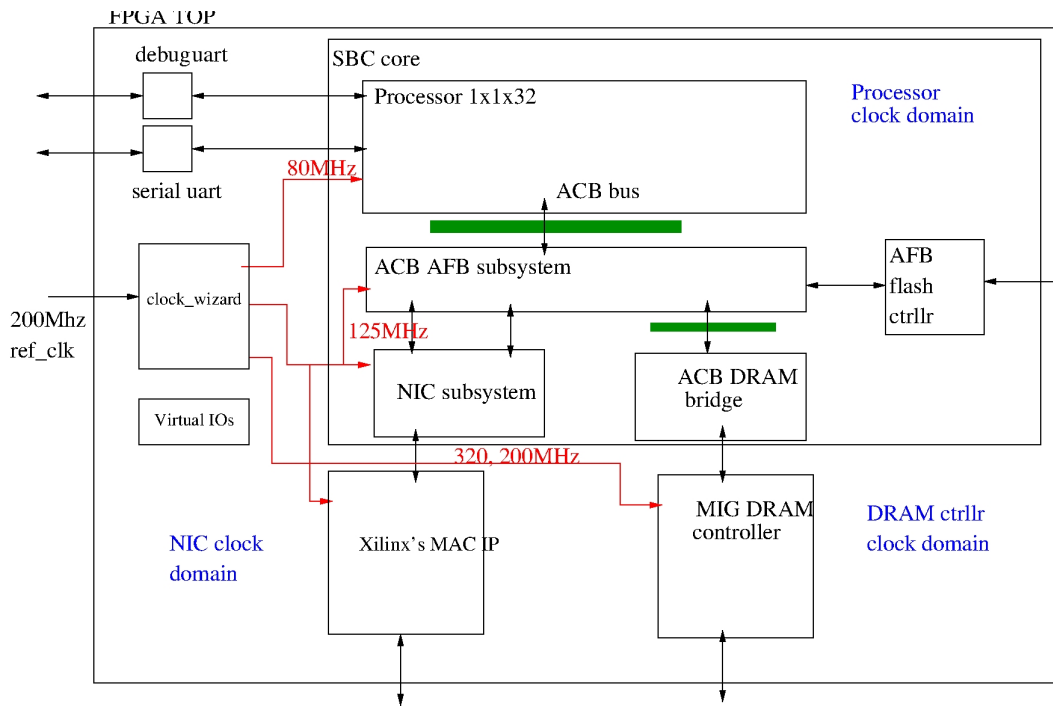 FPGA TOP
debuguart
SBC core
Processor 1x1x32
Processor
clock domain
serial uart
80MHz
ACB bus
ACB AFB subsystem
AFB
flash
ctrllr
clock_wizard
200Mhz
ref_clk
125MHz
NIC subsystem
ACB DRAM
bridge
Virtual IOs
320, 200MHz
MIG DRAM
controller
DRAM ctrllr
clock domain
Xilinx's MAC IP
NIC clock
domain